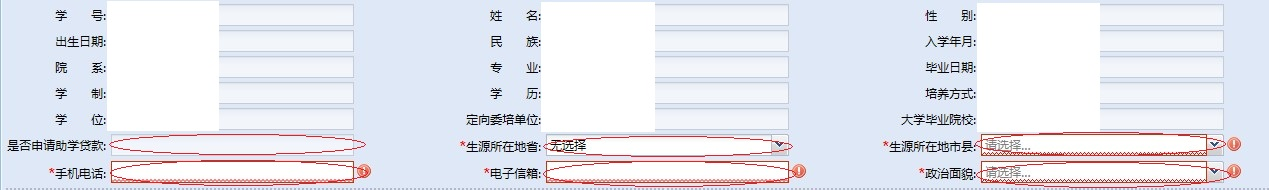 学 号: 姓 名: 性 别:
出生日期: 民 族: 入学年月:
院 系: 专 业: 毕业日期:
学 制: 学 历: 培养方式:
学 位: 定向委培单位: 大学毕业院校:
是否申请助学贷款: *生源所在地省: 无选择 *生源所在地市县: 请选择...
*手机电话: *电子信箱: *政治面貌: 请选择...